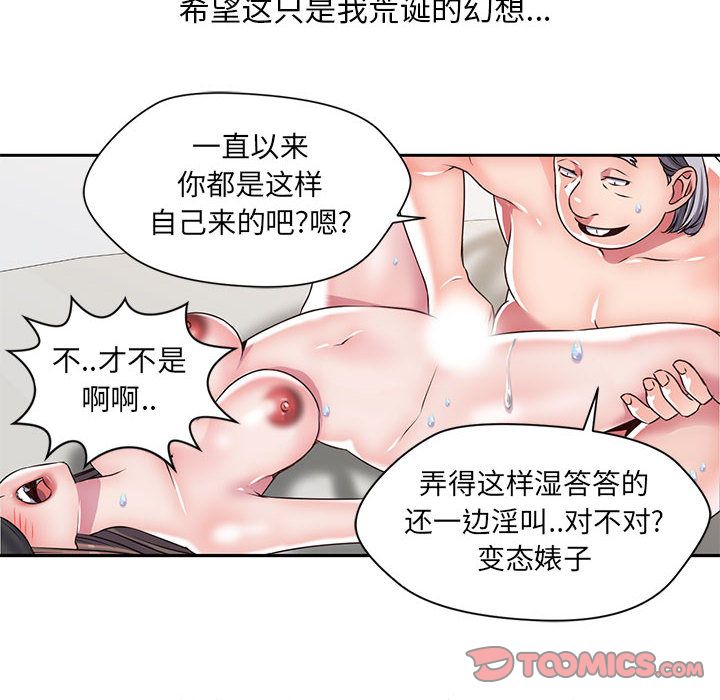 希望这只是我荒诞的幻想...
一直以来
你都是这样
自己来的吧?嗯?
不..才不是
啊啊..
弄得这样湿答答的
还一边淫叫..对不对?
变态婊子
TOOMICS.COM